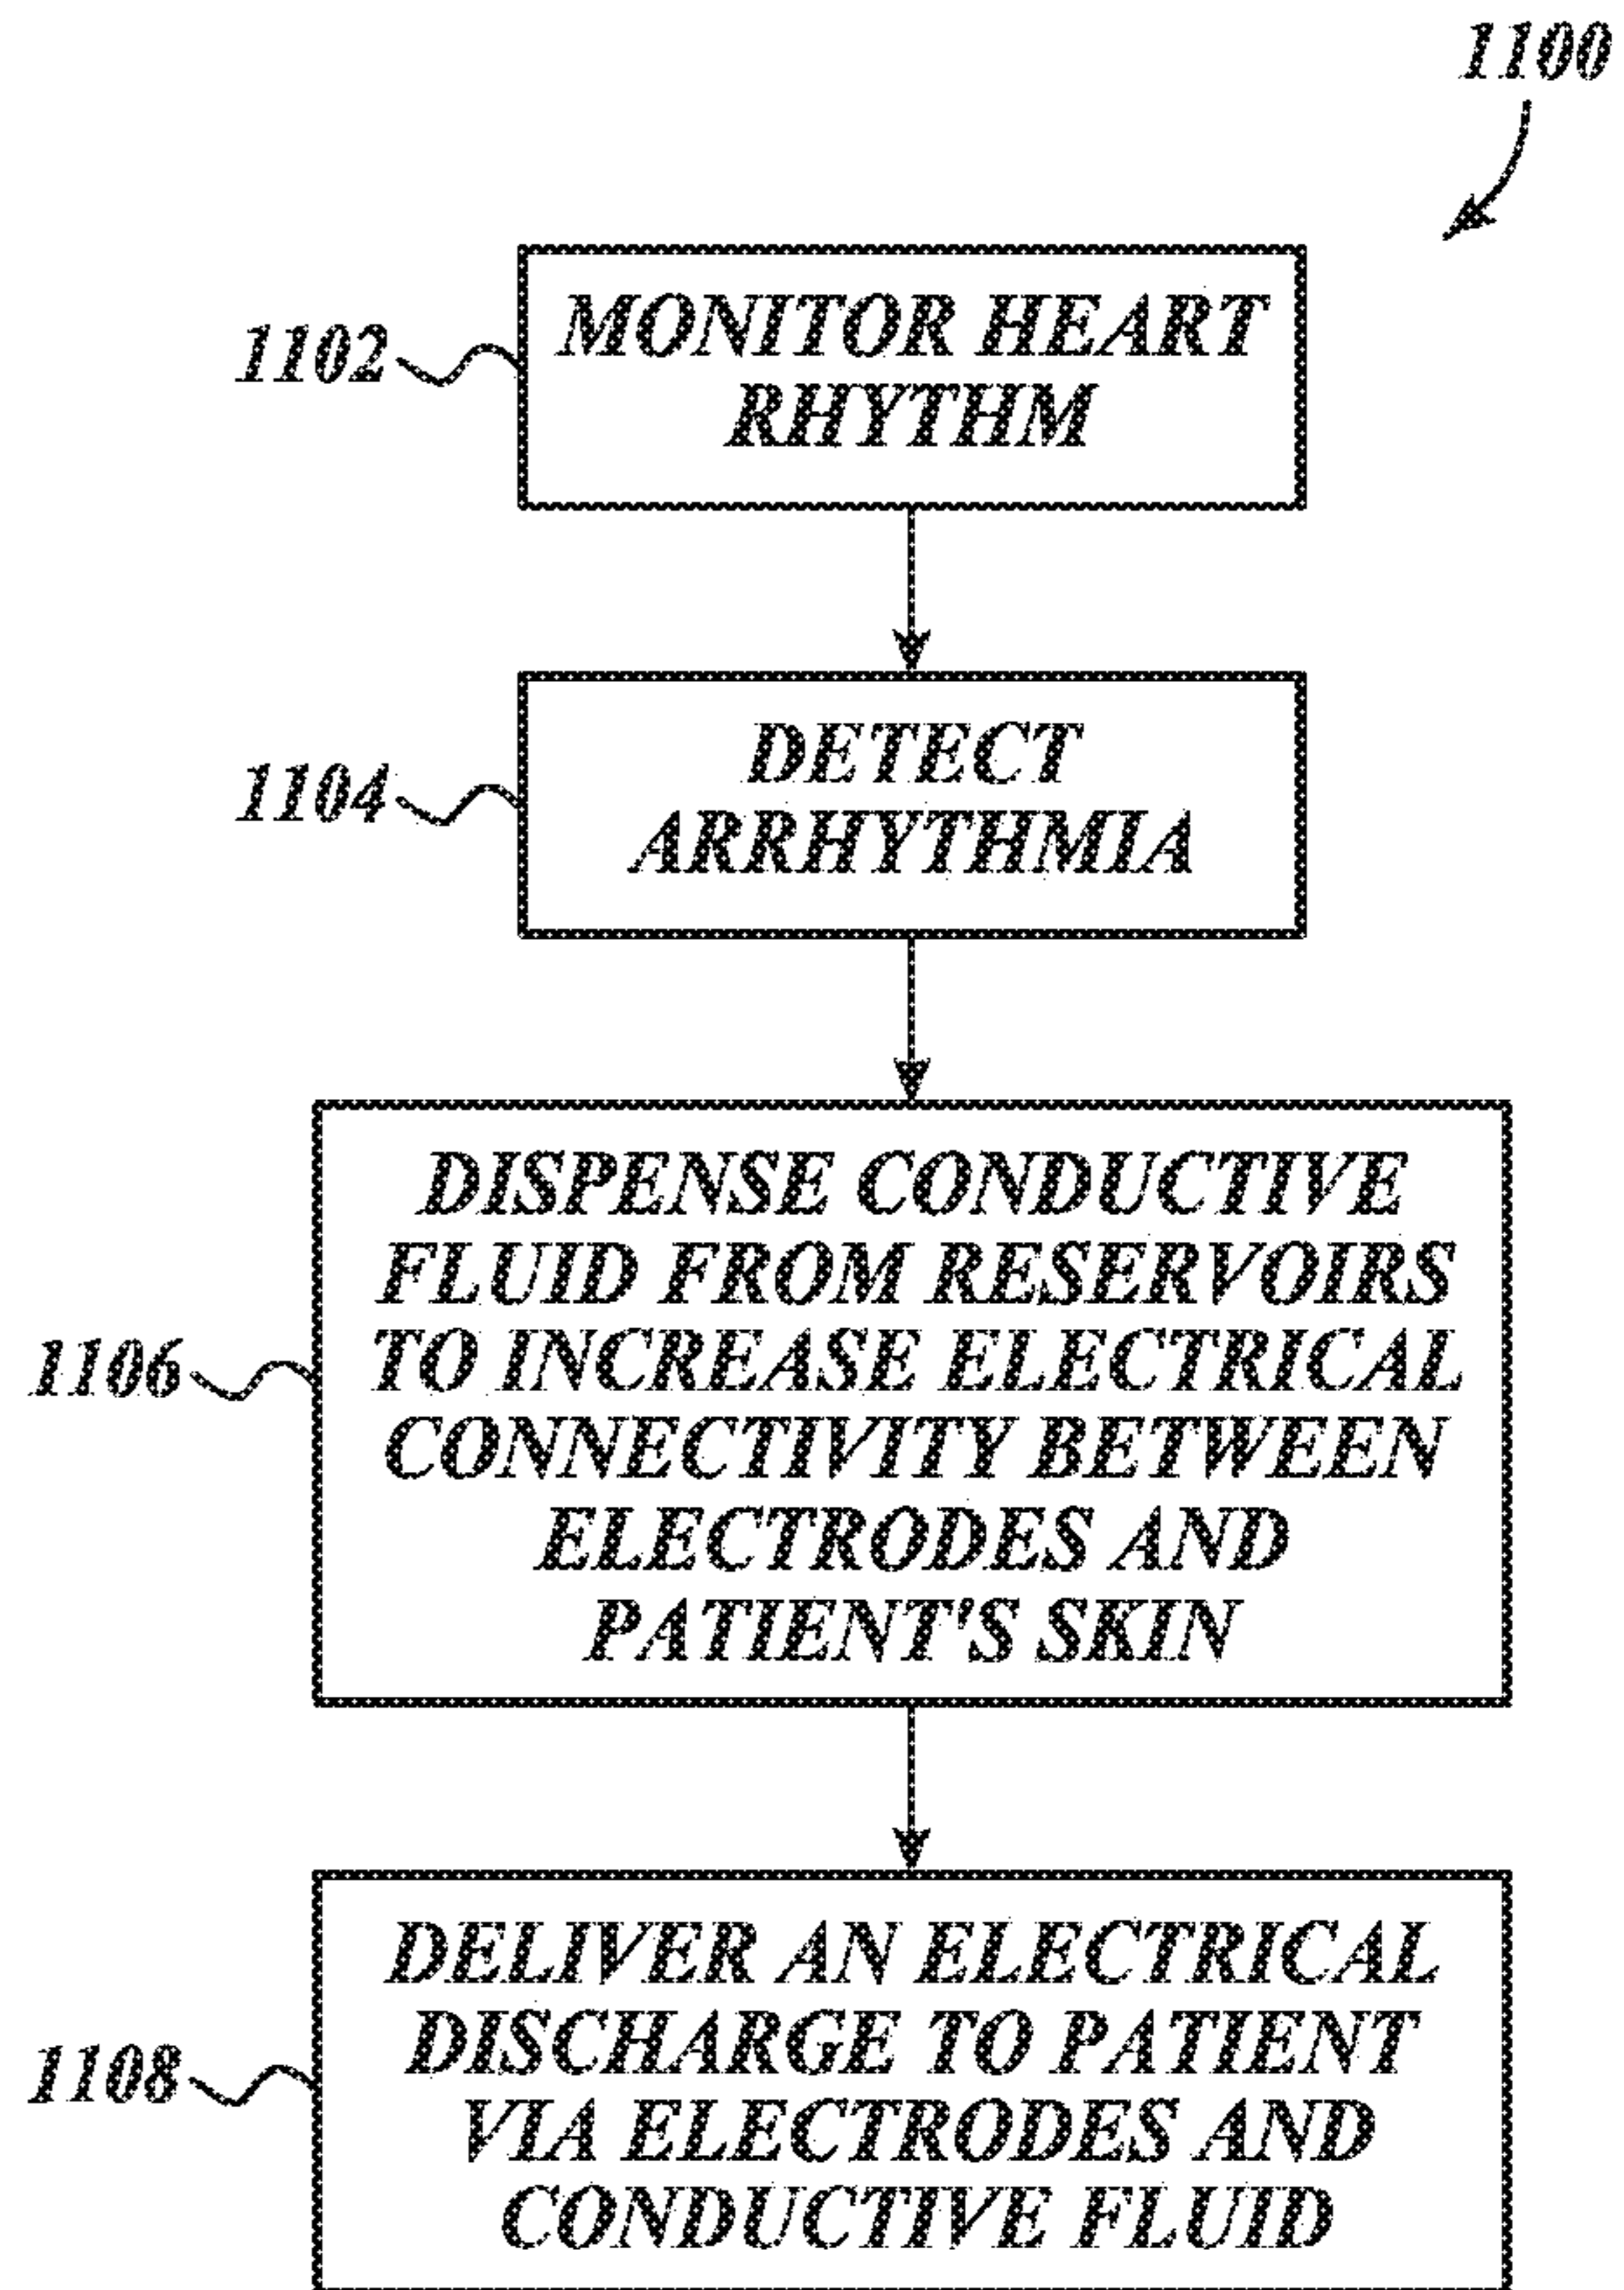 1100
1102
MONITOR HEART
RHYTHM
1104
DETECT
ARRHYTHMIA
1106
DISPENSE CONDUCTIVE
FLUID FROM RESERVOIRS
TO INCREASE ELECTRICAL
CONNECTIVITY BETWEEN
ELECTRODES AND
PATIENT'S SKIN
1108
DELIVER AN ELECTRICAL
DISCHARGE TO PATIENT
VIA ELECTRODES AND
CONDUCTIVE FLUID